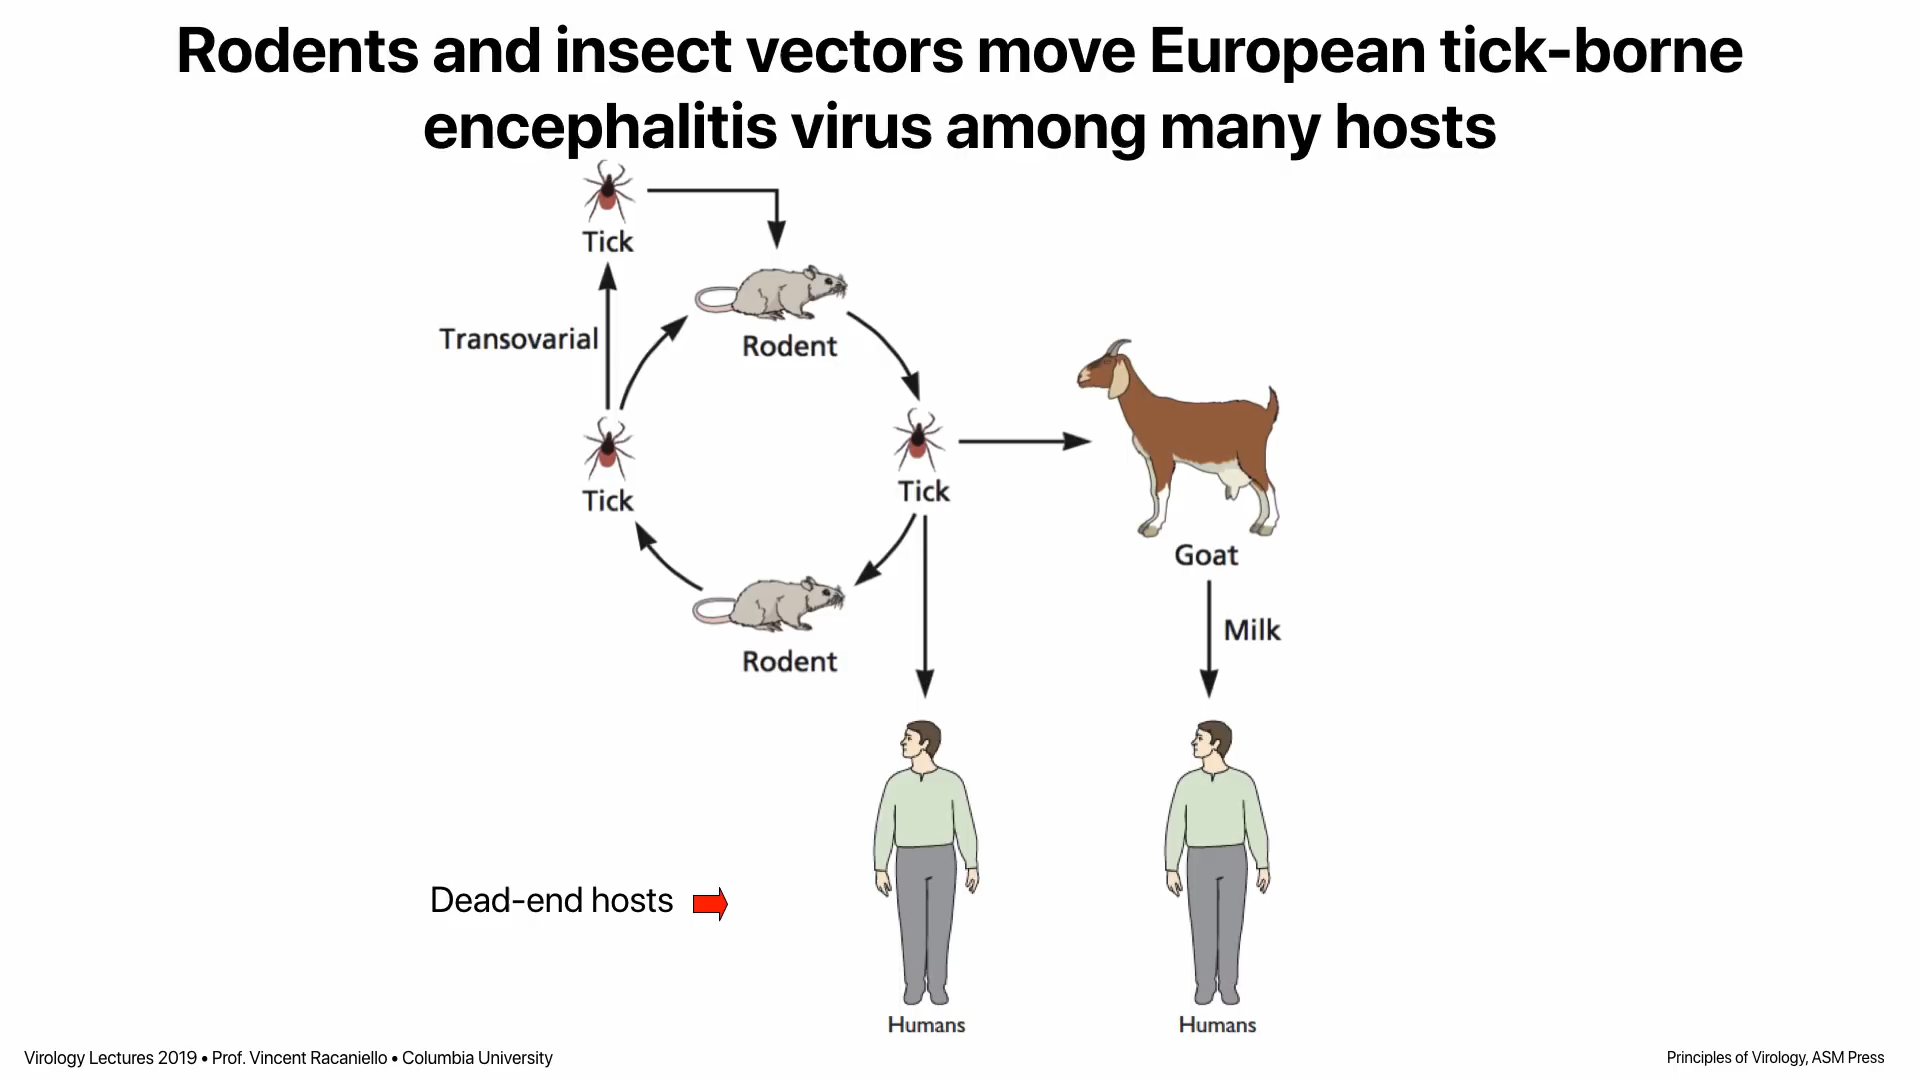 Rodents and insect vectors move European tick-borne
encephalitis virus among many hosts
Tick
Transovarial
Rodent
Tick
Tick
Goat
Milk
Rodent
Dead-end hosts
Humans
Humans
Virology Lectures 2019 • Prof. Vincent Racaniello • Columbia University
Principles of Virology, ASM Press